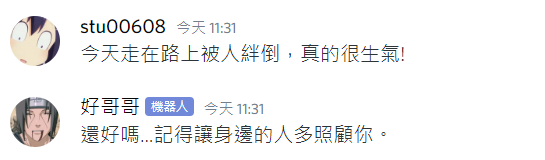 stu00608 今天 11:31
今天走在路上被人絆倒，真的很生氣!
好哥哥 機器人 今天 11:31
還好嗎...記得讓身邊的人多照顧你。